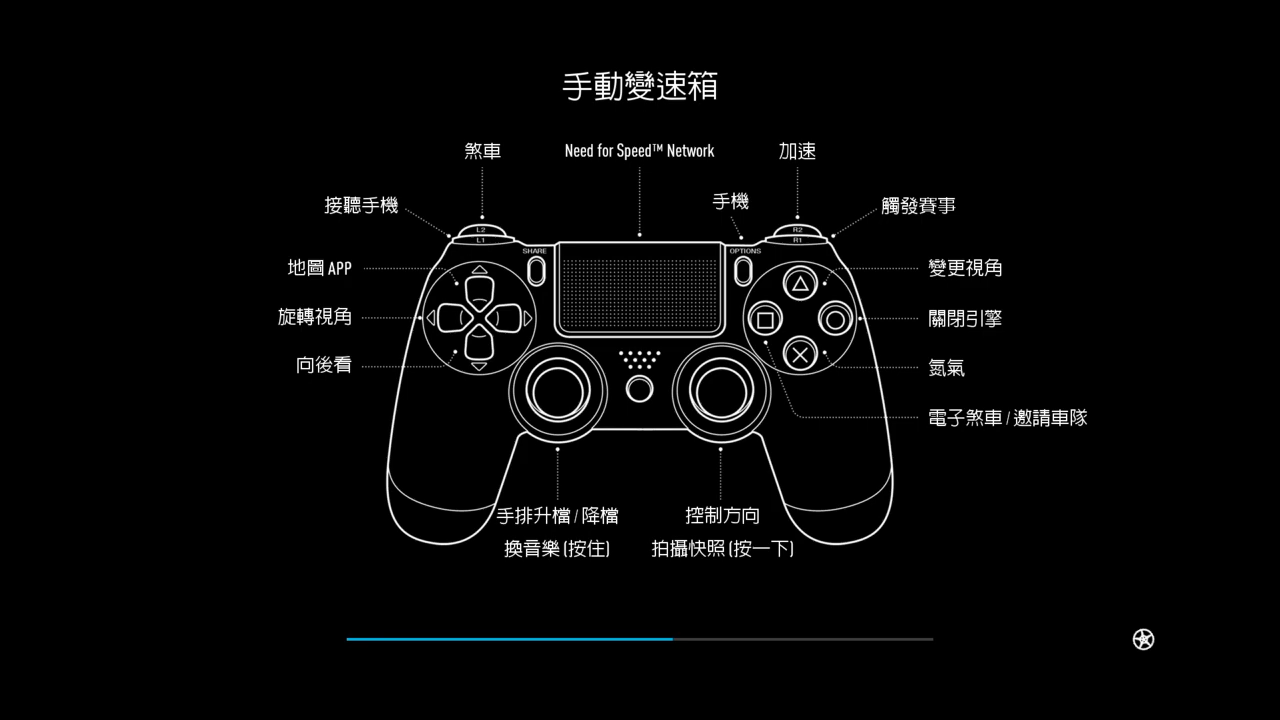 手動變速箱
煞車
Need for Speed™ Network
加速
接聽手機
手機
觸發賽事
L2
L1
R2
R1
SHARE
OPTIONS
地圖 APP
變更視角
旋轉視角
關閉引擎
向後看
氮氣
電子煞車 / 邀請車隊
手排升檔 / 降檔
換音樂 (按住)
控制方向
拍攝快照 (按一下)